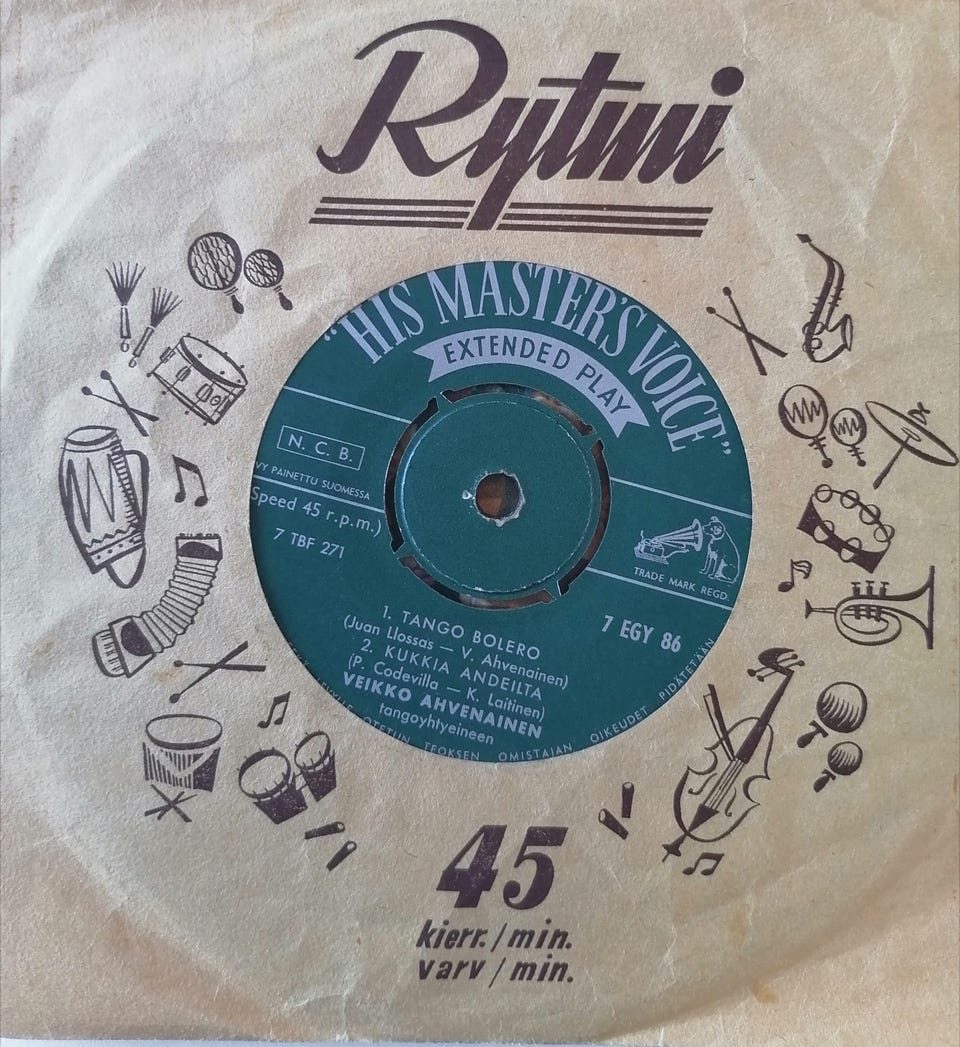 Rytmi
"HIS MASTER'S VOICE"
EXTENDED PLAY
N. C. B.
VY PAINETTU SUOMESSA
Speed 45 r.p.m.)
7 TBF 271
TRADE MARK REGD.
7 EGY 86
1. TANGO BOLERO
(Juan Llossas — V. Ahvenainen)
2. KUKKIA ANDEILTA
(P. Codevilla — K. Laitinen)
VEIKKO AHVENAINEN
tangoyhtyeineen
OTETUN TEOKSEN OMISTAJAN OIKEUDET PIDÄTETÄÄN
45
kierr./min.
varv/min.